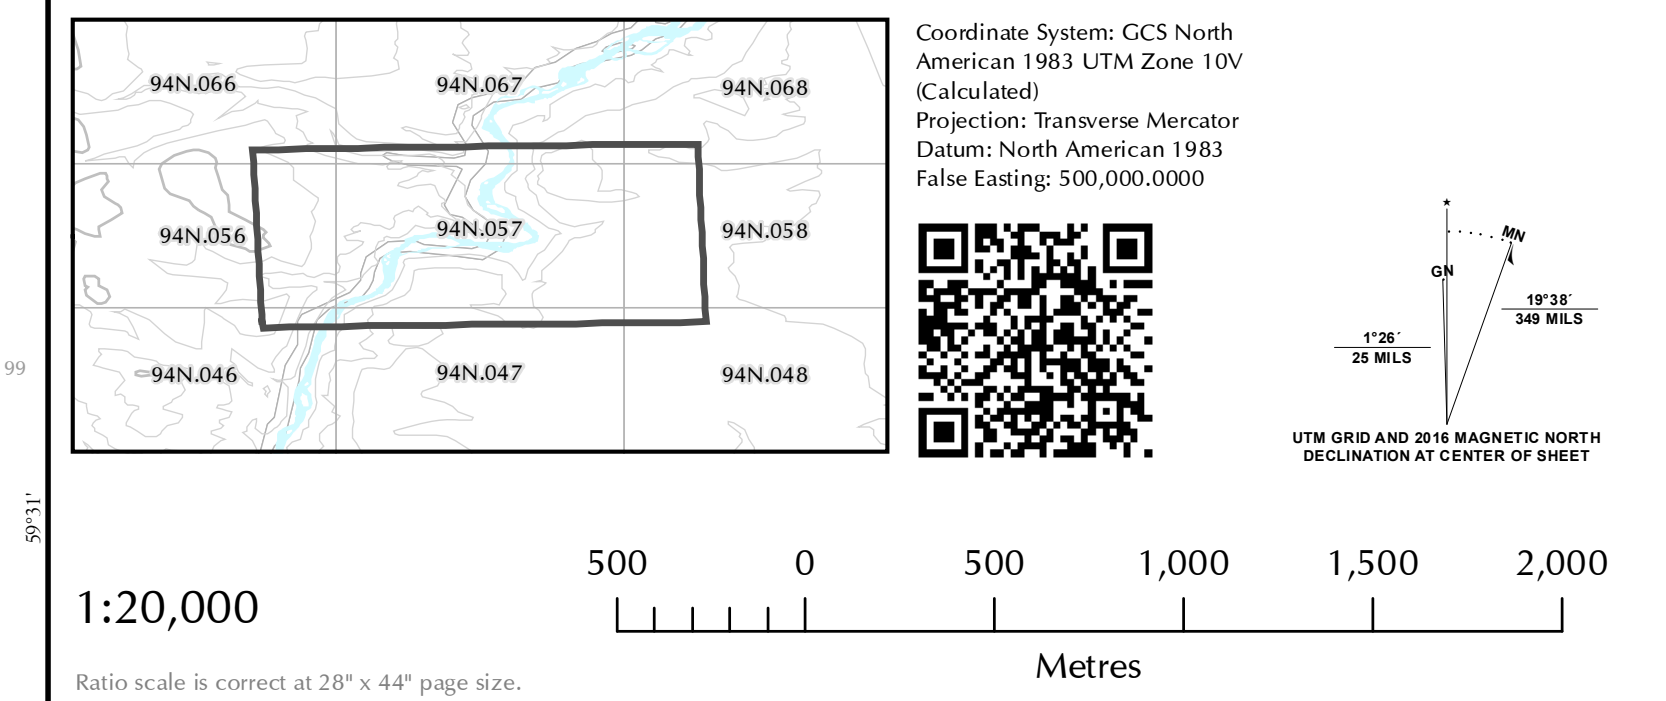 94N.066
94N.067
94N.068
94N.056
94N.057
94N.058
94N.046
94N.047
94N.048
Coordinate System: GCS North
American 1983 UTM Zone 10V
(Calculated)
Projection: Transverse Mercator
Datum: North American 1983
False Easting: 500,000.0000
MN
GN
19°38´
349 MILS
1°26´
25 MILS
UTM GRID AND 2016 MAGNETIC NORTH
DECLINATION AT CENTER OF SHEET
99
59°31'
1:20,000
Ratio scale is correct at 28" x 44" page size.
500 0 500 1,000 1,500 2,000
Metres